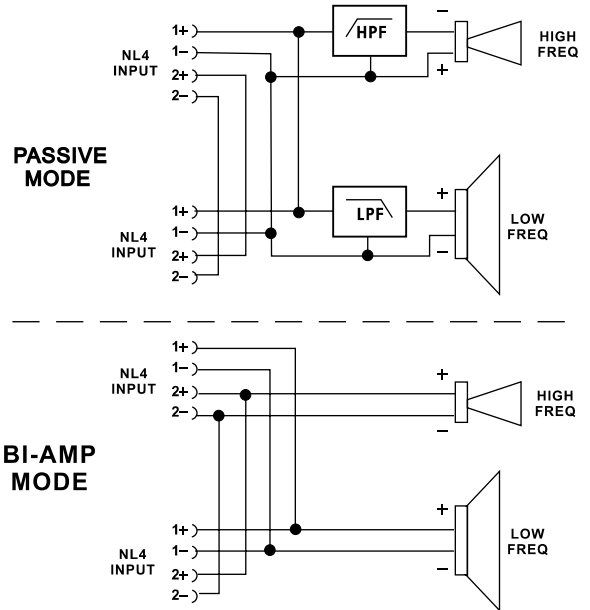 1+
1−
2+
2−
NL4
INPUT
HPF
−
+
HIGH
FREQ
PASSIVE
MODE
1+
1−
2+
2−
NL4
INPUT
LPF
+
−
LOW
FREQ
1+
1−
2+
2−
NL4
INPUT
+
−
HIGH
FREQ
BI-AMP
MODE
1+
1−
2+
2−
NL4
INPUT
+
−
LOW
FREQ